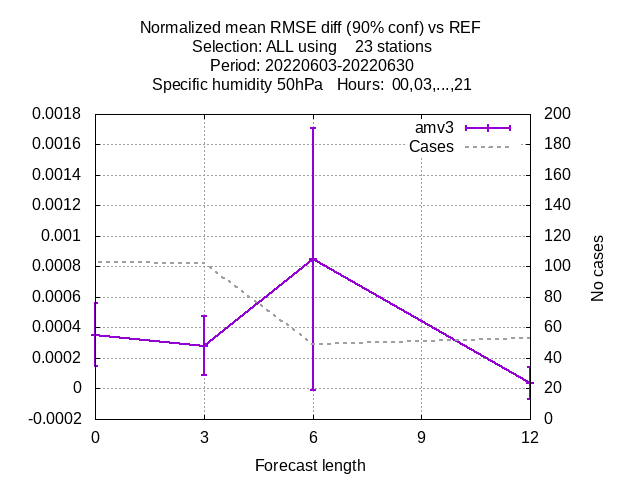 Normalized mean RMSE diff (90% conf) vs REF
Selection: ALL using    23 stations
Period: 20220603-20220630
Specific humidity 50hPa   Hours:  00,03,...,21
0.0018
0.0016
0.0014
0.0012
0.001
0.0008
0.0006
0.0004
0.0002
0
-0.0002
200
180
160
140
120
100
80
60
40
20
0
No cases
amv3
Cases
0 3 6 9 12
Forecast length